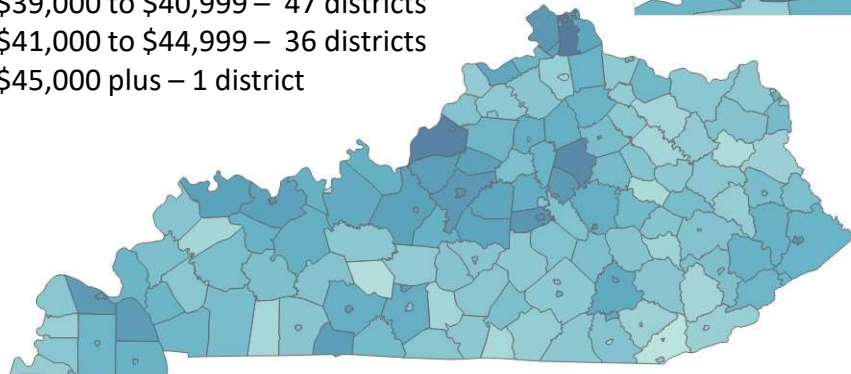 $39,000 to $40,999 – 47 districts
$41,000 to $44,999 – 36 districts
$45,000 plus – 1 district